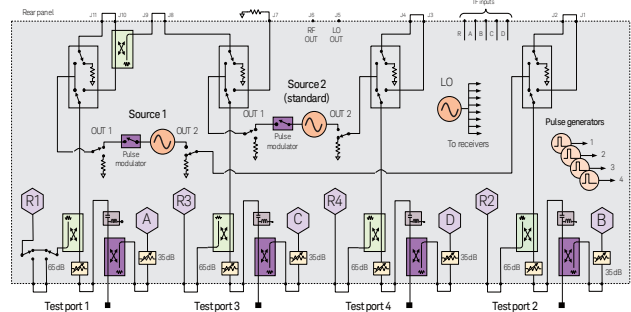 Rear panel
J11 J10 J9 J8 J7 J6 J5 J4 J3 J2 J1
TF inputs
RF OUT
LO OUT
R A B C D
Source 1
OUT 1
OUT 2
Pulse modulator
Source 2
(standard)
OUT 1
OUT 2
Pulse modulator
LO
To receivers
Pulse generators
1
2
3
4
R1
A
R3
C
R4
D
R2
B
65dB
35dB
65dB
35dB
65dB
35dB
65dB
35dB
Test port 1
Test port 3
Test port 4
Test port 2